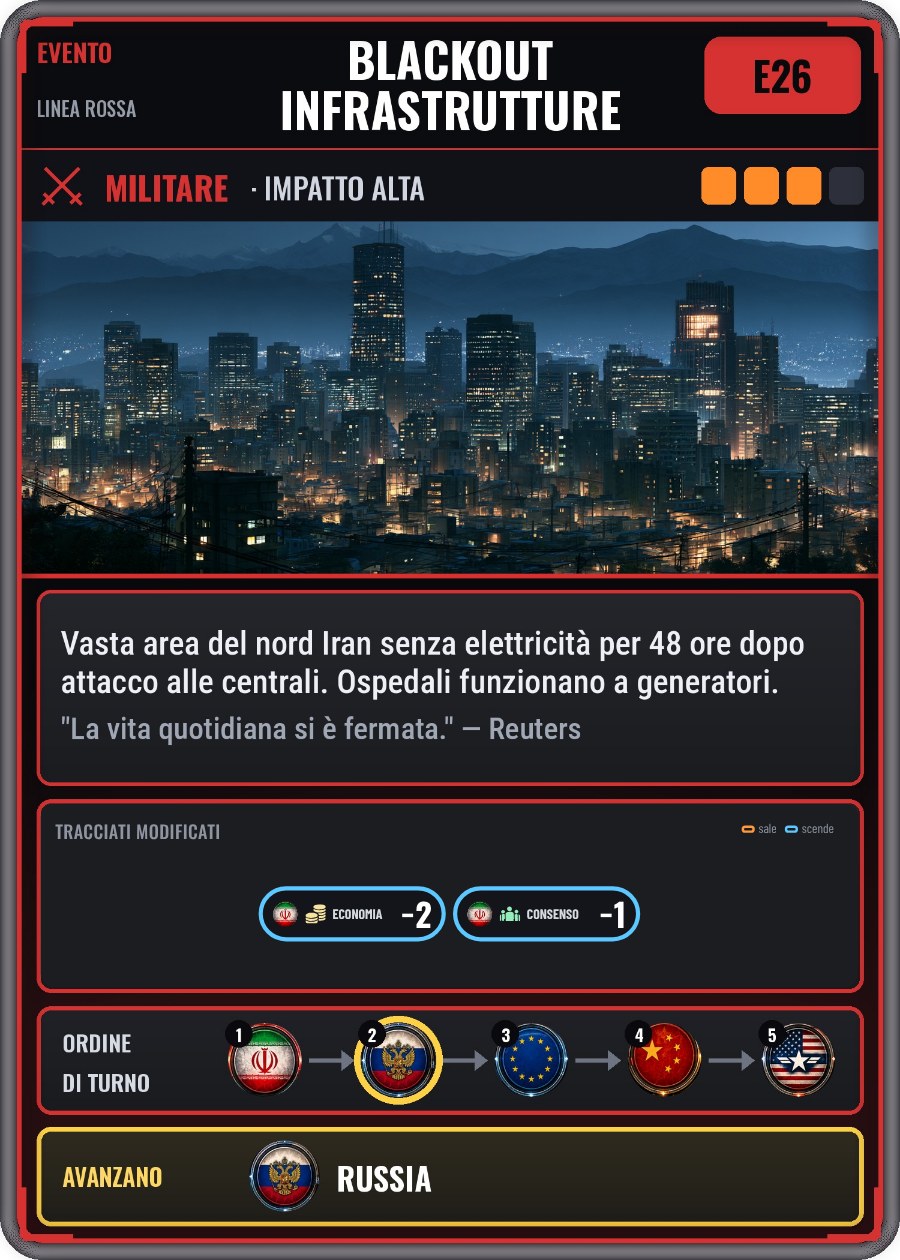 EVENTO
LINEA ROSSA
BLACKOUT
INFRASTRUTTURE
E26
MILITARE · IMPATTO ALTA
Vasta area del nord Iran senza elettricità per 48 ore dopo
attacco alle centrali. Ospedali funzionano a generatori.
"La vita quotidiana si è fermata." — Reuters
TRACCIATI MODIFICATI
sale scende
ECONOMIA -2
CONSENSO -1
ORDINE
DI TURNO
1 2 3 4 5
AVANZANO RUSSIA